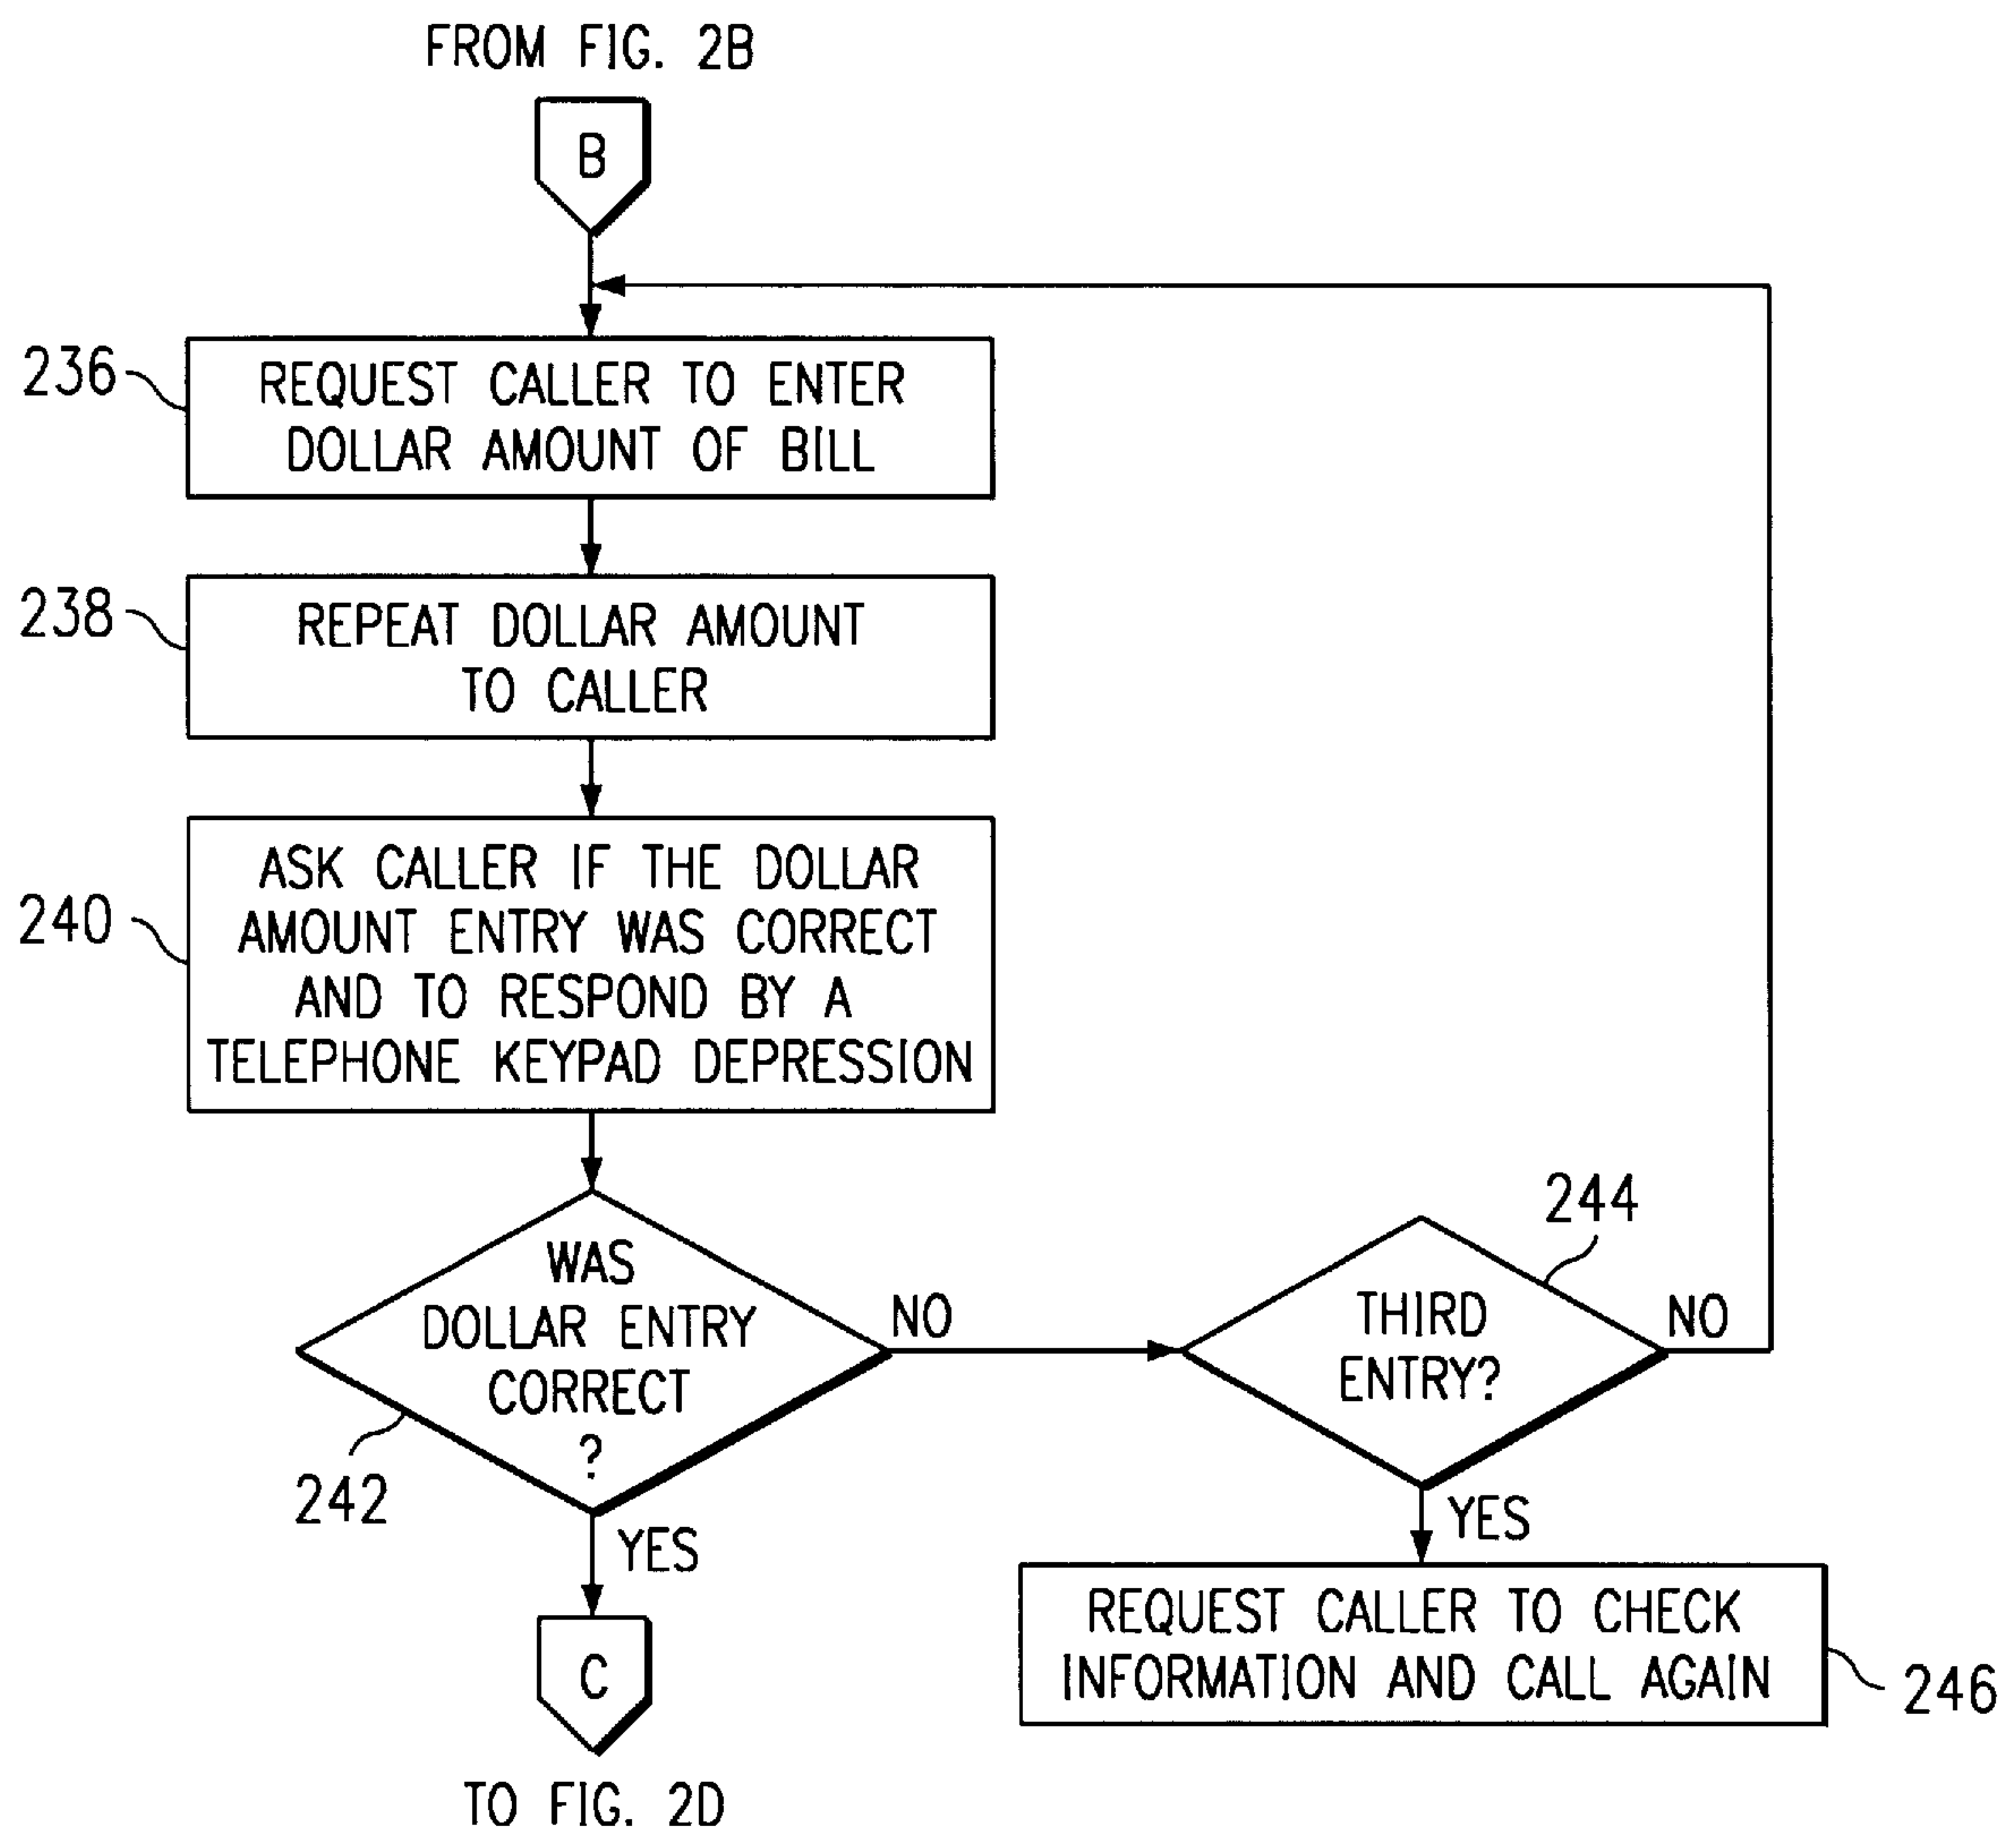 FROM FIG. 2B
B
236
REQUEST CALLER TO ENTER
DOLLAR AMOUNT OF BILL
238
REPEAT DOLLAR AMOUNT
TO CALLER
240
ASK CALLER IF THE DOLLAR
AMOUNT ENTRY WAS CORRECT
AND TO RESPOND BY A
TELEPHONE KEYPAD DEPRESSION
WAS
DOLLAR ENTRY
CORRECT
?
242
NO
244
THIRD
ENTRY?
NO
YES
YES
REQUEST CALLER TO CHECK
INFORMATION AND CALL AGAIN
246
C
TO FIG. 2D